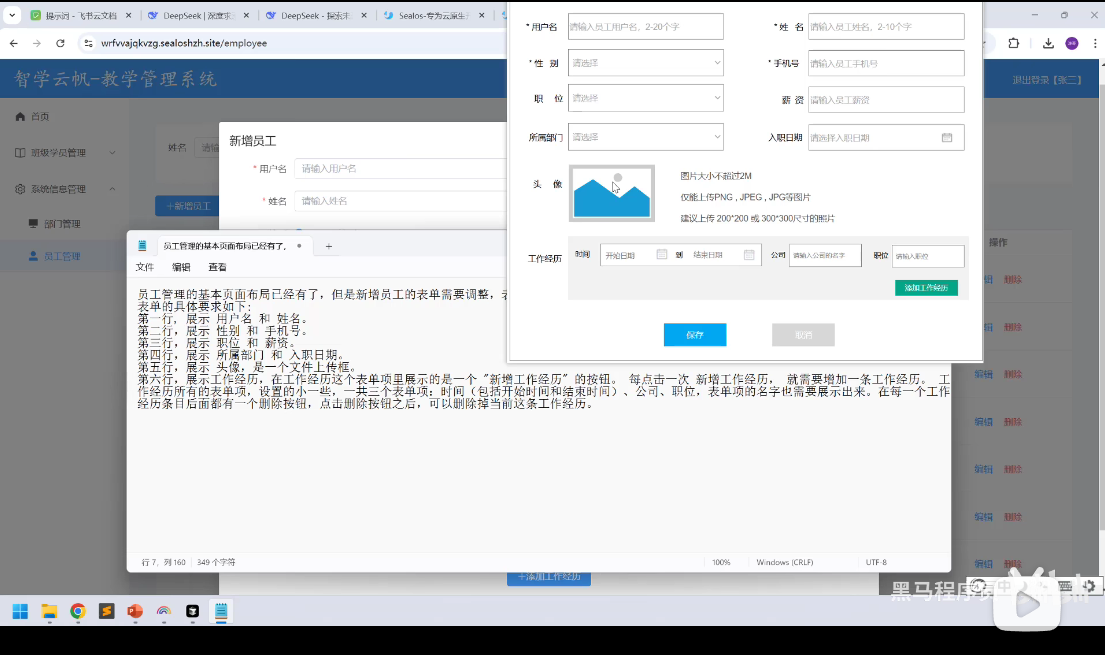 提示词 - 飞书云文档
DeepSeek | 深度求
DeepSeek - 探索未
Sealos-专为云原生
wrfvvajqkvzg.sealoshzh.site/employee
智学云帆-教学管理系统
退出登录【张三】
首页
班级学员管理
系统信息管理
部门管理
员工管理
姓名
+ 新增员工
新增员工
* 用户名 请输入用户名
* 姓名 请输入姓名
* 用户名 请输入员工用户名，2-20个字
* 姓 名 请输入员工姓名，2-10个字
* 性 别 请选择
* 手机号 请输入员工手机号
职 位 请选择
薪 资 请输入员工薪资
所属部门 请选择
入职日期 请选择入职日期
头 像
图片大小不超过2M
仅能上传PNG , JPEG , JPG等图片
建议上传 200*200 或 300*300尺寸的照片
工作经历 时间 开始日期 到 结束日期 公司 请输入公司的名字 职位 请输入职位
添加工作经历
保存 取消
员工管理的基本页面布局已经有了，
文件 编辑 查看
员工管理的基本页面布局已经有了，但是新增员工的表单需要调整，
表单的具体要求如下：
第一行，展示 用户名 和 姓名。
第二行，展示 性别 和 手机号。
第三行，展示 职位 和 薪资。
第四行，展示 所属部门 和 入职日期。
第五行，展示 头像，是一个文件上传框。
第六行，展示工作经历，在工作经历这个表单项里展示的是一个 "新增工作经历" 的按钮。 每点击一次 新增工作经历， 就需要增加一条工作经历。 工
作经历所有的表单项，设置的小一些，一共三个表单项：时间（包括开始时间和结束时间）、公司、职位，表单项的名字也需要展示出来。在每一个工作
经历条目后面都有一个删除按钮，点击删除按钮之后，可以删除掉当前这条工作经历。
行 7，列 160 349 个字符 100% Windows (CRLF) UTF-8
操作
删除
删除
编辑 删除
编辑 删除
编辑 删除
编辑 删除
编辑
+ 添加工作经历
黑马程序员